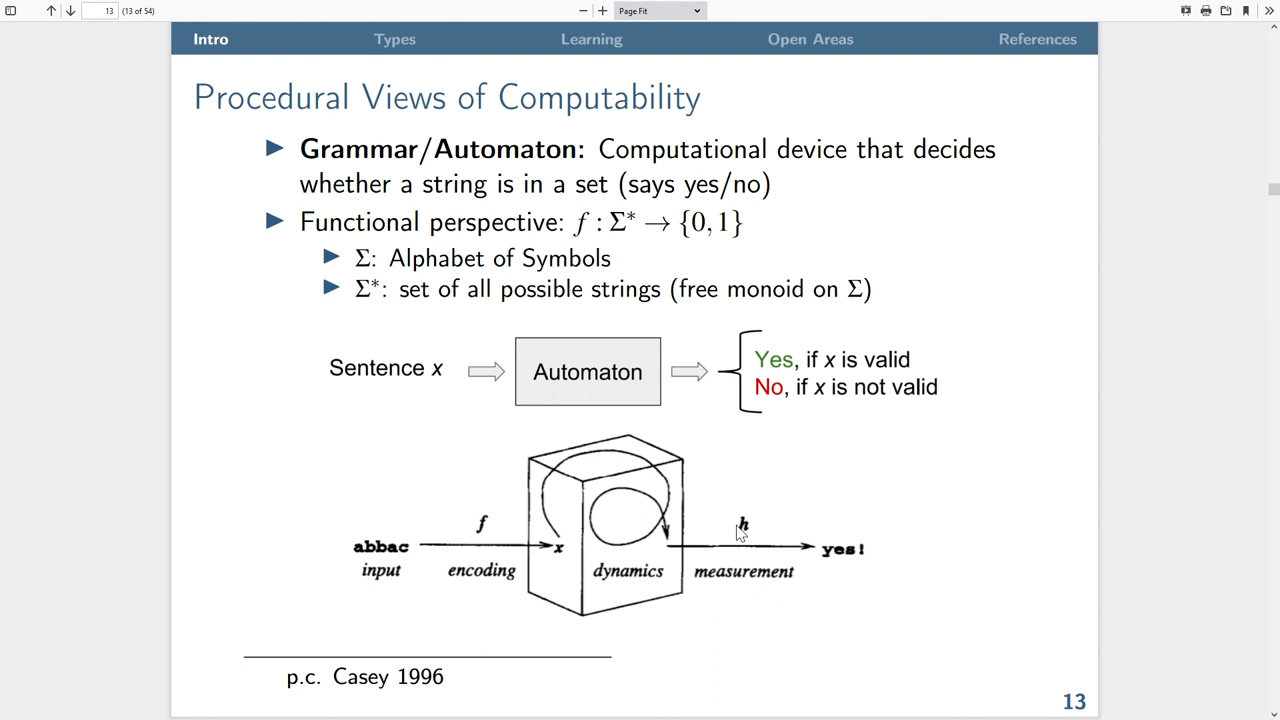 13 (13 of 54) Page Fit
Intro Types Learning Open Areas References
Procedural Views of Computability
▶ Grammar/Automaton: Computational device that decides
whether a string is in a set (says yes/no)
▶ Functional perspective: f : Σ* → {0, 1}
▶ Σ: Alphabet of Symbols
▶ Σ*: set of all possible strings (free monoid on Σ)
Sentence x Automaton
Yes, if x is valid
No, if x is not valid
f h
abbac x yes!
input encoding dynamics measurement
p.c. Casey 1996
13